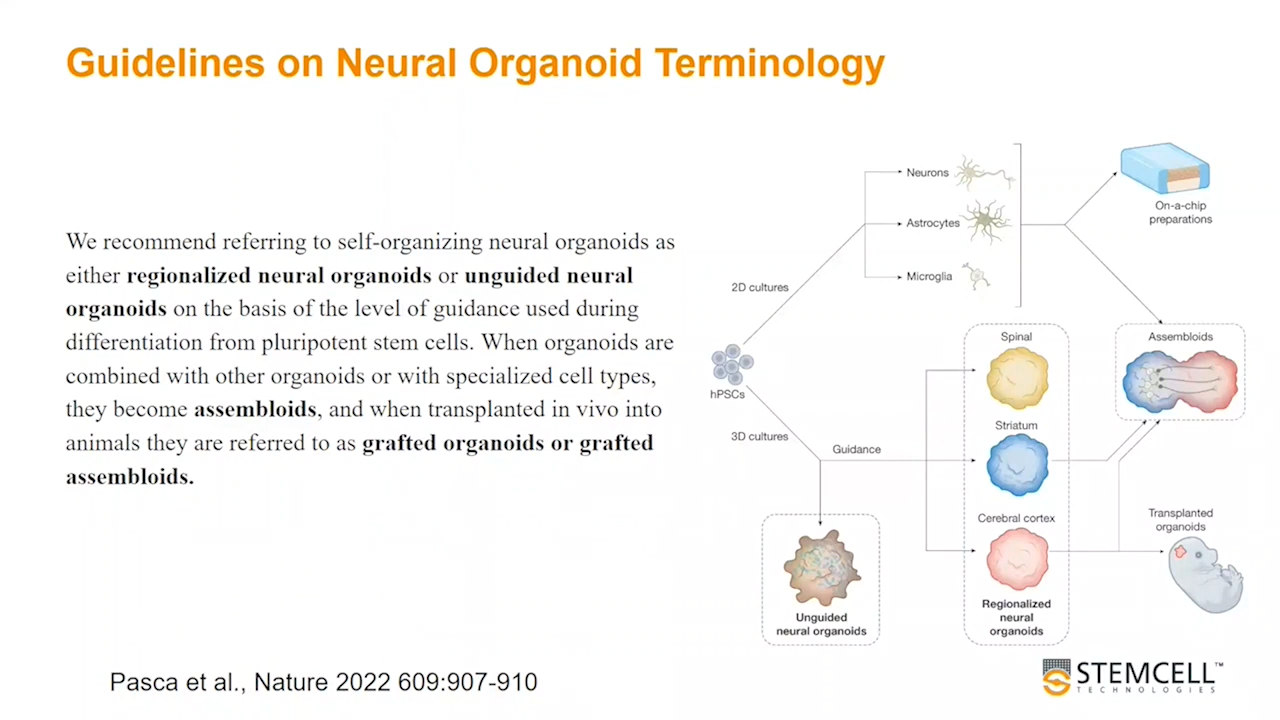 Guidelines on Neural Organoid Terminology
We recommend referring to self-organizing neural organoids as
either regionalized neural organoids or unguided neural
organoids on the basis of the level of guidance used during
differentiation from pluripotent stem cells. When organoids are
combined with other organoids or with specialized cell types,
they become assembloids, and when transplanted in vivo into
animals they are referred to as grafted organoids or grafted
assembloids.
Neurons
Astrocytes
Microglia
On-a-chip
preparations
2D cultures
hPSCs
3D cultures
Guidance
Spinal
Striatum
Cerebral cortex
Regionalized
neural
organoids
Assembloids
Transplanted
organoids
Unguided
neural organoids
Pasca et al., Nature 2022 609:907-910
STEMCELL™
TECHNOLOGIES